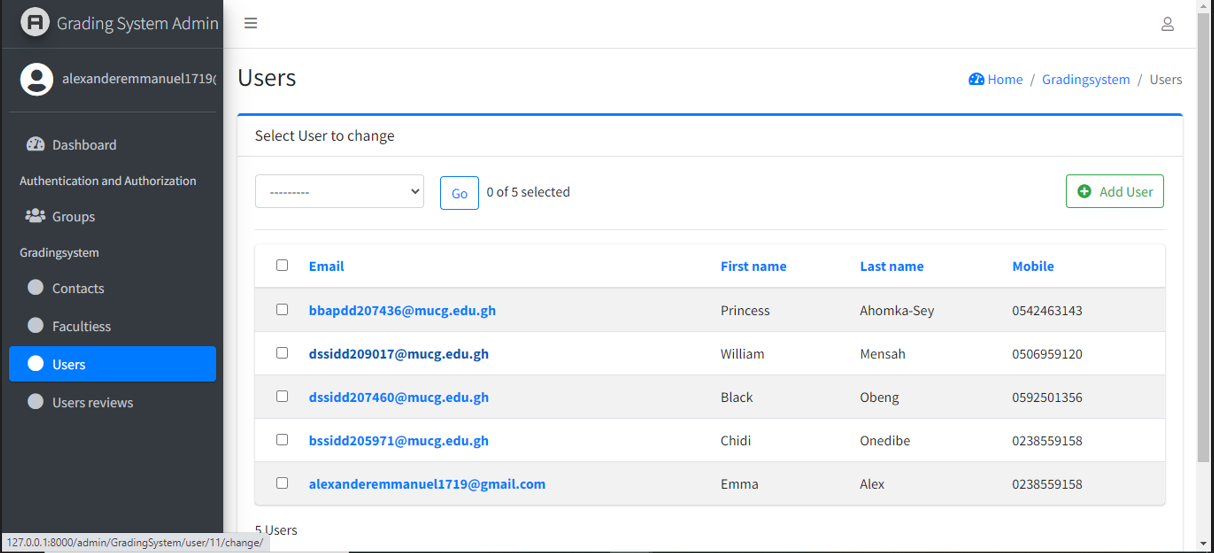 Grading System Admin
alexanderemmanuel1719@
Users
Home / Gradingsystem / Users
Dashboard
Authentication and Authorization
Groups
Gradingsystem
Contacts
Facultiess
Users
Users reviews
Select User to change
---------
Go
0 of 5 selected
Add User
Email First name Last name Mobile
bbapdd207436@mucg.edu.gh Princess Ahomka-Sey 0542463143
dssidd209017@mucg.edu.gh William Mensah 0506959120
dssidd207460@mucg.edu.gh Black Obeng 0592501356
bssidd205971@mucg.edu.gh Chidi Onedibe 0238559158
alexanderemmanuel1719@gmail.com Emma Alex 0238559158
5 Users
127.0.0.1:8000/admin/GradingSystem/user/11/change/